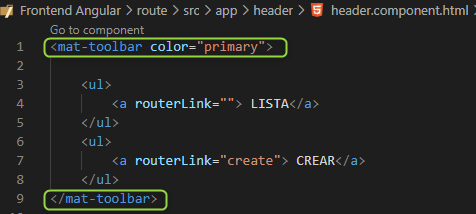 Frontend Angular > route > src > app > header > header.component.html
Go to component
1 <mat-toolbar color="primary">
2
3 <ul>
4 <a routerLink=""> LISTA</a>
5 </ul>
6 <ul>
7 <a routerLink="create"> CREAR</a>
8 </ul>
9 </mat-toolbar>